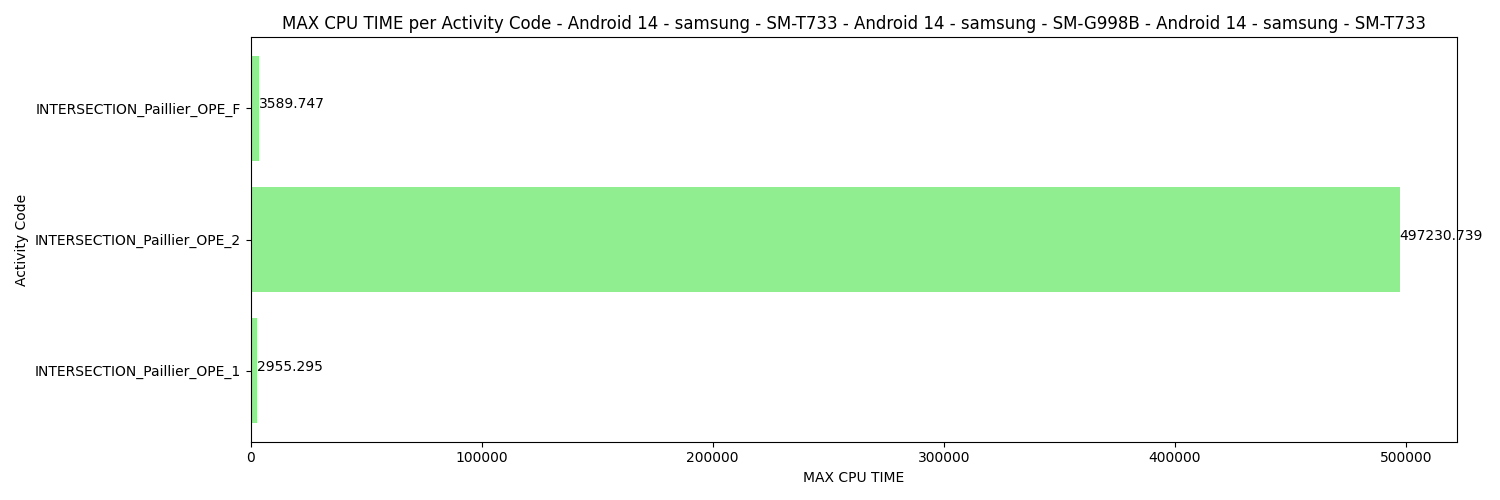 MAX CPU TIME per Activity Code - Android 14 - samsung - SM-T733 - Android 14 - samsung - SM-G998B - Android 14 - samsung - SM-T733
INTERSECTION_Paillier_OPE_F
3589.747
Activity Code
INTERSECTION_Paillier_OPE_2
497230.739
INTERSECTION_Paillier_OPE_1
2955.295
0 100000 200000 300000 400000 500000
MAX CPU TIME